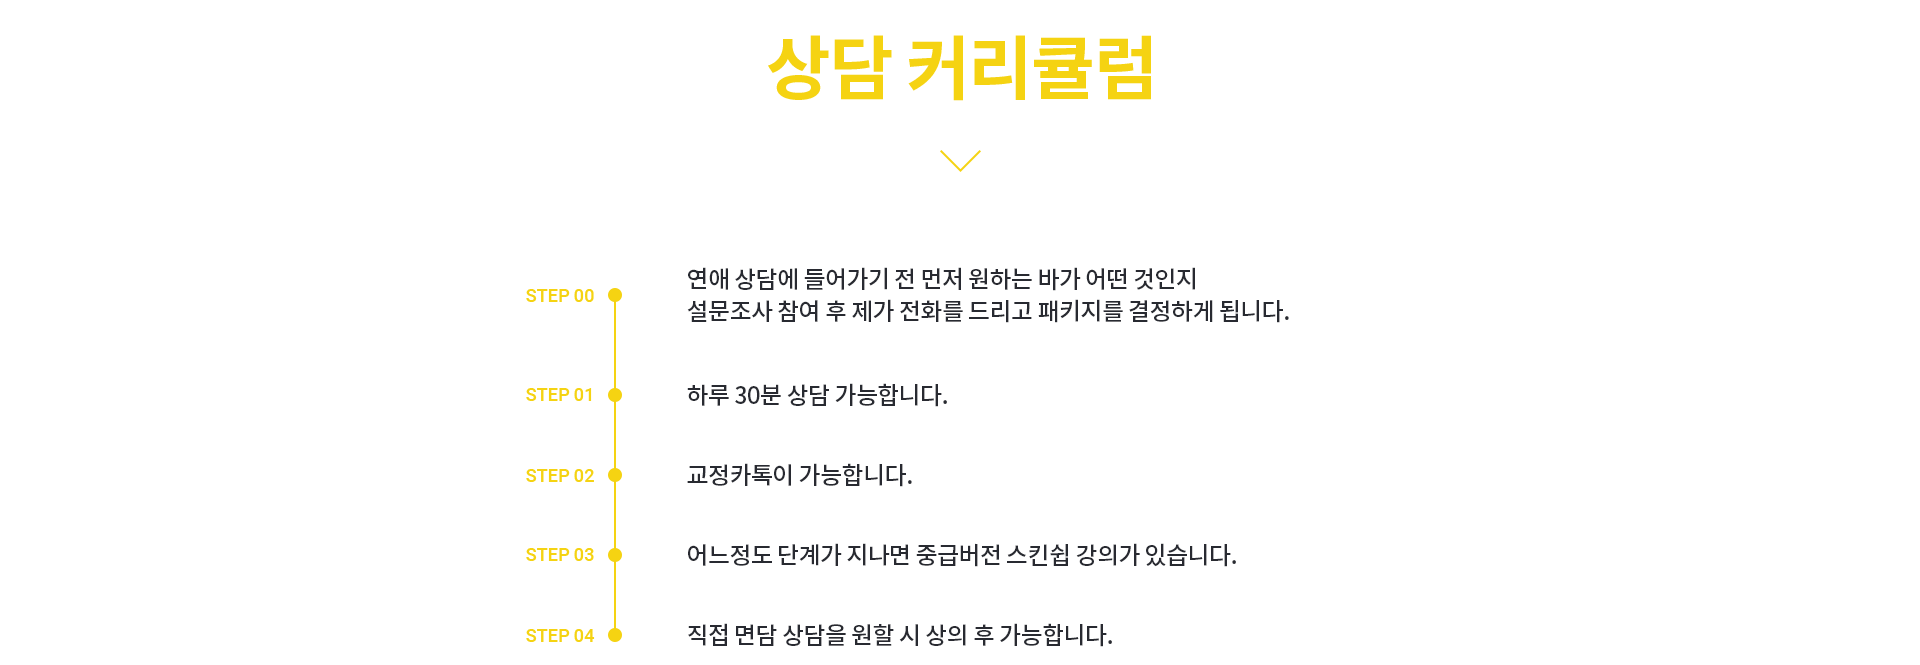 상담 커리큘럼
STEP 00
연애 상담에 들어가기 전 먼저 원하는 바가 어떤 것인지
설문조사 참여 후 제가 전화를 드리고 패키지를 결정하게 됩니다.
STEP 01
하루 30분 상담 가능합니다.
STEP 02
교정카톡이 가능합니다.
STEP 03
어느정도 단계가 지나면 중급버전 스킨쉽 강의가 있습니다.
STEP 04
직접 면담 상담을 원할 시 상의 후 가능합니다.